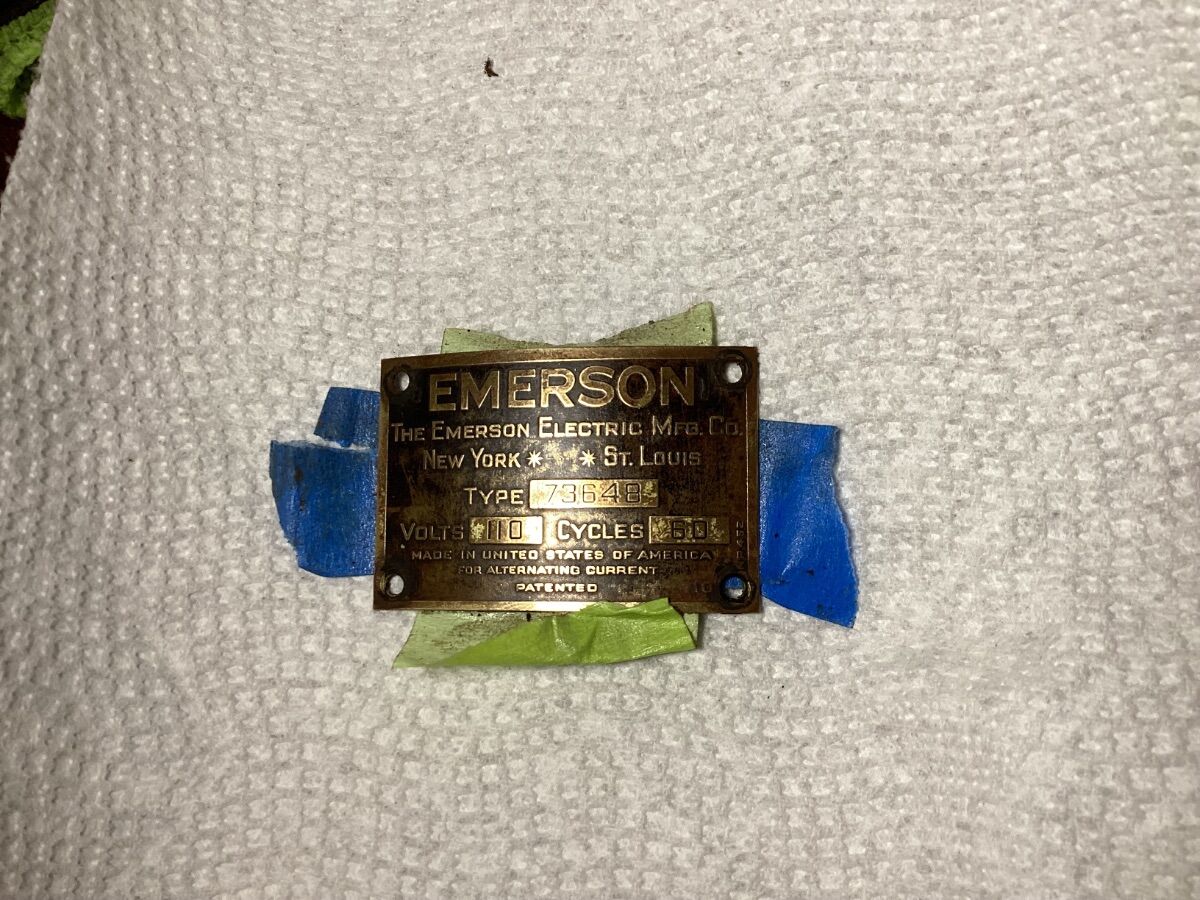 EMERSON
THE EMERSON ELECTRIC MFG. CO.
NEW YORK * * ST. LOUIS
TYPE 73648
VOLTS 110 CYCLES 60
MADE IN UNITED STATES OF AMERICA
FOR ALTERNATING CURRENT
PATENTED 10